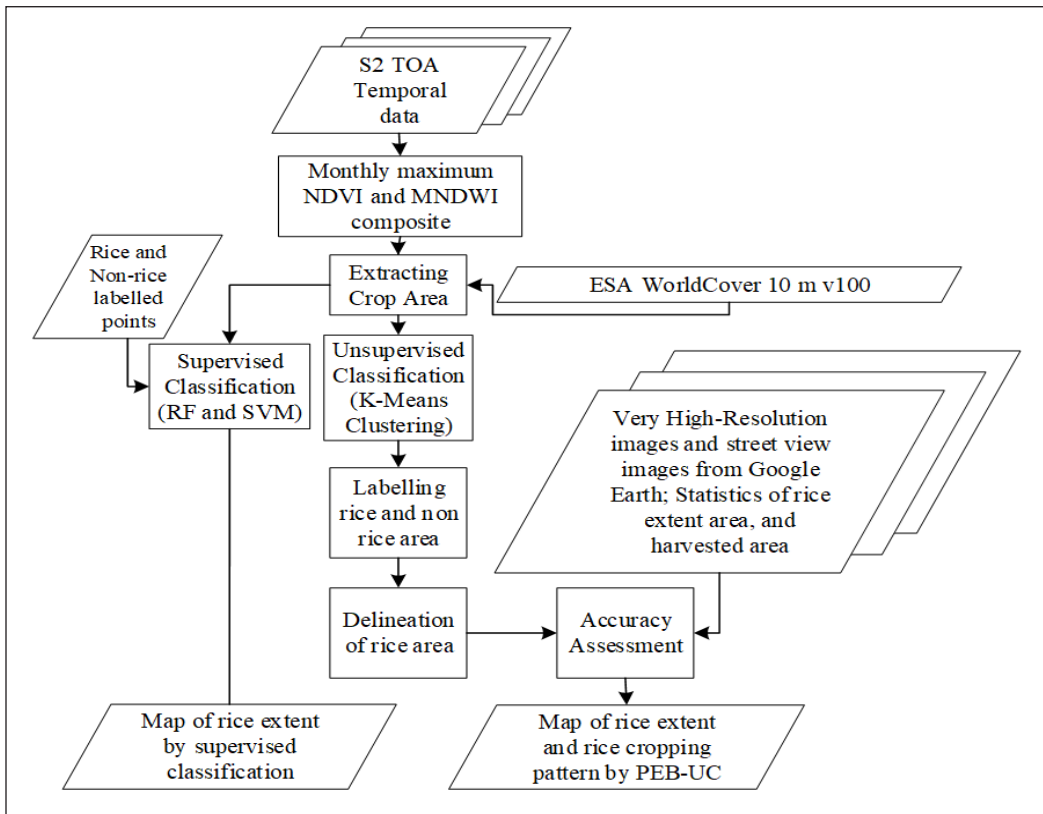 S2 TOA
Temporal
data
Monthly maximum
NDVI and MNDWI
composite
Rice and
Non-rice
labelled
points
Extracting
Crop Area
ESA WorldCover 10 m v100
Supervised
Classification
(RF and SVM)
Unsupervised
Classification
(K-Means
Clustering)
Very High-Resolution
images and street view
images from Google
Earth; Statistics of rice
extent area, and
harvested area
Labelling
rice and non
rice area
Delineation
of rice area
Accuracy
Assessment
Map of rice extent
by supervised
classification
Map of rice extent
and rice cropping
pattern by PEB-UC